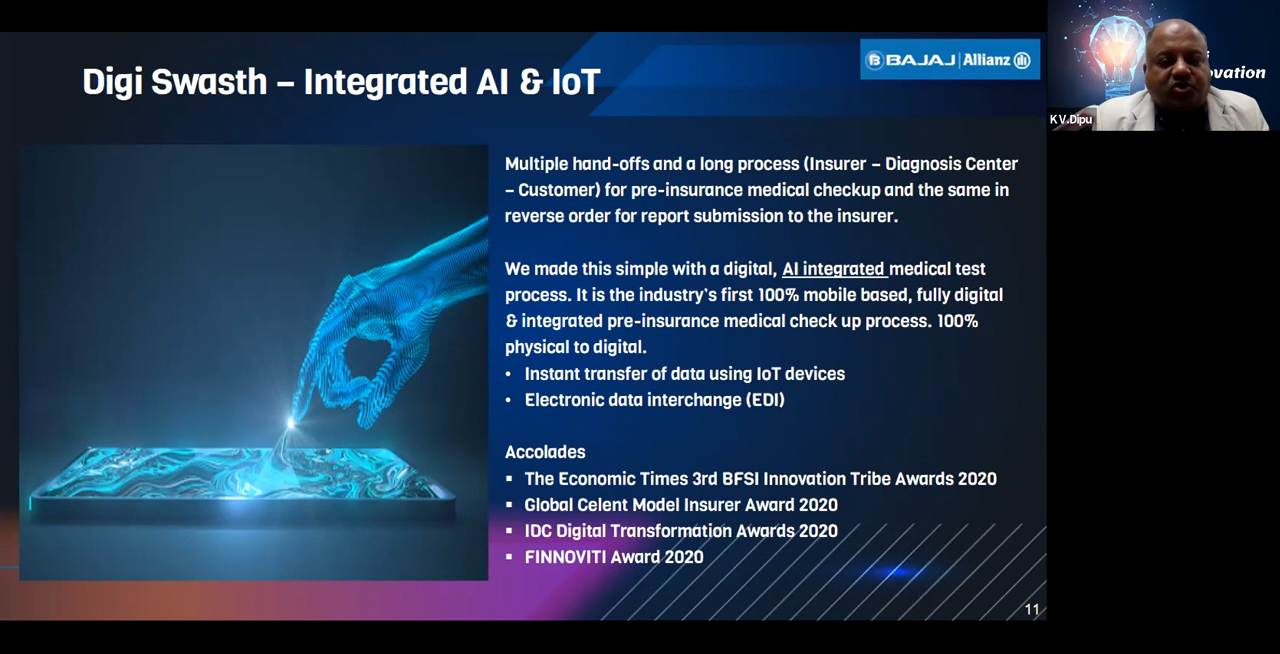 Digi Swasth – Integrated AI & IoT
BAJAJ | Allianz
Multiple hand-offs and a long process (Insurer – Diagnosis Center
– Customer) for pre-insurance medical checkup and the same in
reverse order for report submission to the insurer.
We made this simple with a digital, AI integrated medical test
process. It is the industry's first 100% mobile based, fully digital
& integrated pre-insurance medical check up process. 100%
physical to digital.
• Instant transfer of data using IoT devices
• Electronic data interchange (EDI)
Accolades
▪ The Economic Times 3rd BFSI Innovation Tribe Awards 2020
▪ Global Celent Model Insurer Award 2020
▪ IDC Digital Transformation Awards 2020
▪ FINNOVITI Award 2020
11
K V.Dipu